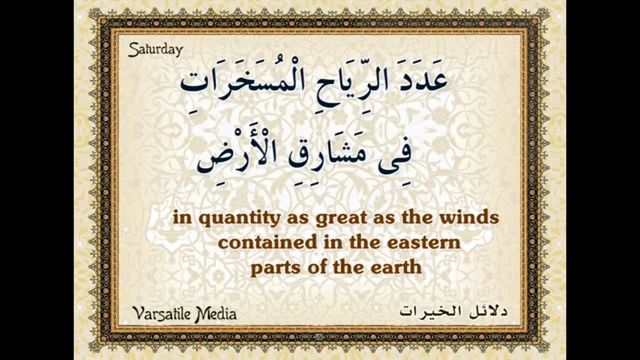 Saturday
عَدَدَ الرِّيَاحِ الْمُسَخَرَاتِ
فِى مَشَارِقِ الْأَرْضِ
in quantity as great as the winds
contained in the eastern
parts of the earth
Varsatile Media
دلائل الخيرات